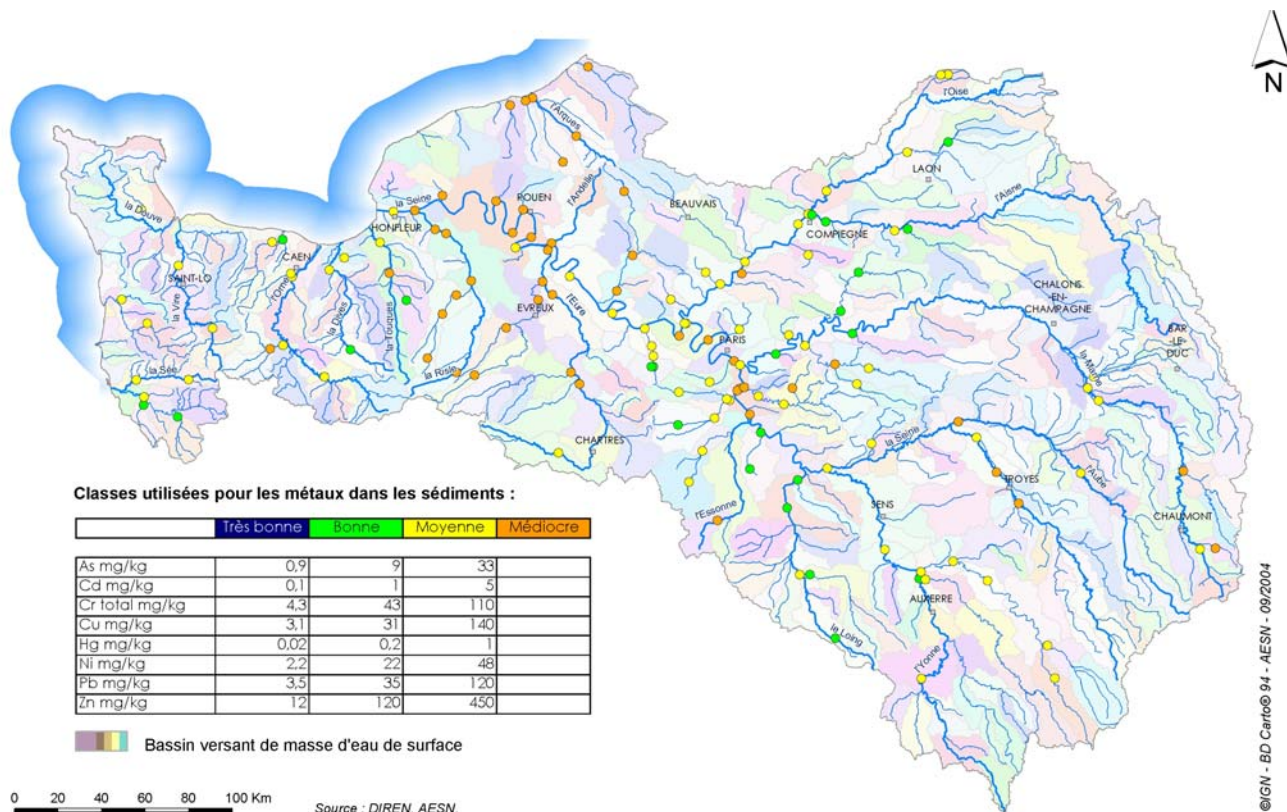 N
l'Oise
l'Arques
LAON
la Douve
la Seine
ROUEN
l'Andelle
BEAUVAIS
l'Aisne
HONFLEUR
COMPIEGNE
CAEN
SAINT-LO
la Vire
l'Orne
la Dives
la Touques
EVREUX
l'Eure
CHALONS
-EN-
CHAMPAGNE
PARIS
BAR
-LE-
DUC
la Marne
la Sée
la Risle
CHARTRES
la Seine
TROYES
l'Aube
l'Essonne
SENS
CHAUMONT
AUXERRE
la Loing
l'Yonne
Classes utilisées pour les métaux dans les sédiments :
Très bonne Bonne Moyenne Médiocre
As mg/kg 0,9 9 33
Cd mg/kg 0,1 1 5
Cr total mg/kg 4,3 43 110
Cu mg/kg 3,1 31 140
Hg mg/kg 0,02 0,2 1
Ni mg/kg 2,2 22 48
Pb mg/kg 3,5 35 120
Zn mg/kg 12 120 450
Bassin versant de masse d'eau de surface
0 20 40 60 80 100 Km
Source : DIREN, AESN.
©IGN - BD Carto® 94 - AESN - 09/2004